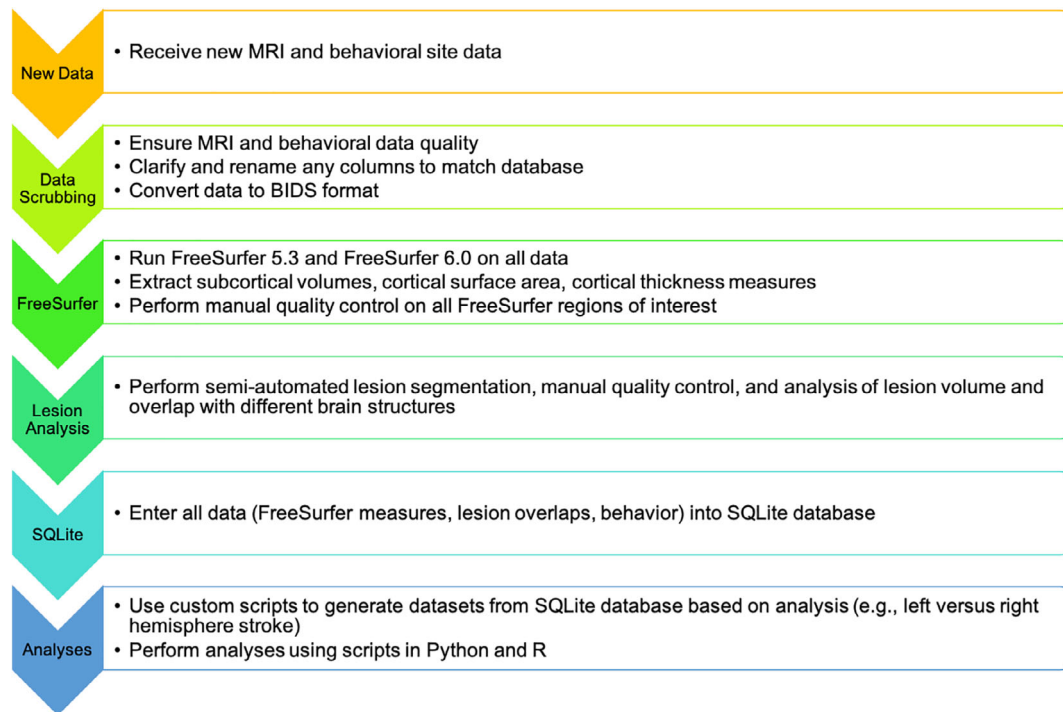 New Data
• Receive new MRI and behavioral site data
Data
Scrubbing
• Ensure MRI and behavioral data quality
• Clarify and rename any columns to match database
• Convert data to BIDS format
FreeSurfer
• Run FreeSurfer 5.3 and FreeSurfer 6.0 on all data
• Extract subcortical volumes, cortical surface area, cortical thickness measures
• Perform manual quality control on all FreeSurfer regions of interest
Lesion
Analysis
• Perform semi-automated lesion segmentation, manual quality control, and analysis of lesion volume and
overlap with different brain structures
SQLite
• Enter all data (FreeSurfer measures, lesion overlaps, behavior) into SQLite database
Analyses
• Use custom scripts to generate datasets from SQLite database based on analysis (e.g., left versus right
hemisphere stroke)
• Perform analyses using scripts in Python and R